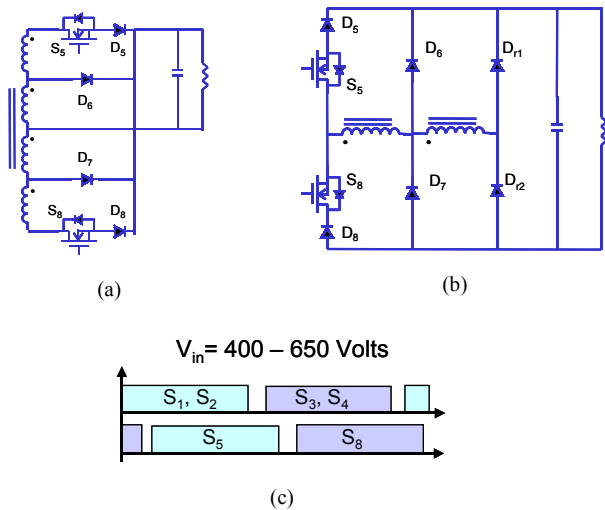 S5
D5
D6
D7
S8
D8
(a)
D5
S5
D6
Dr1
S8
D8
D7
Dr2
(b)
Vin= 400 – 650 Volts
S1, S2
S3, S4
S5
S8
(c)